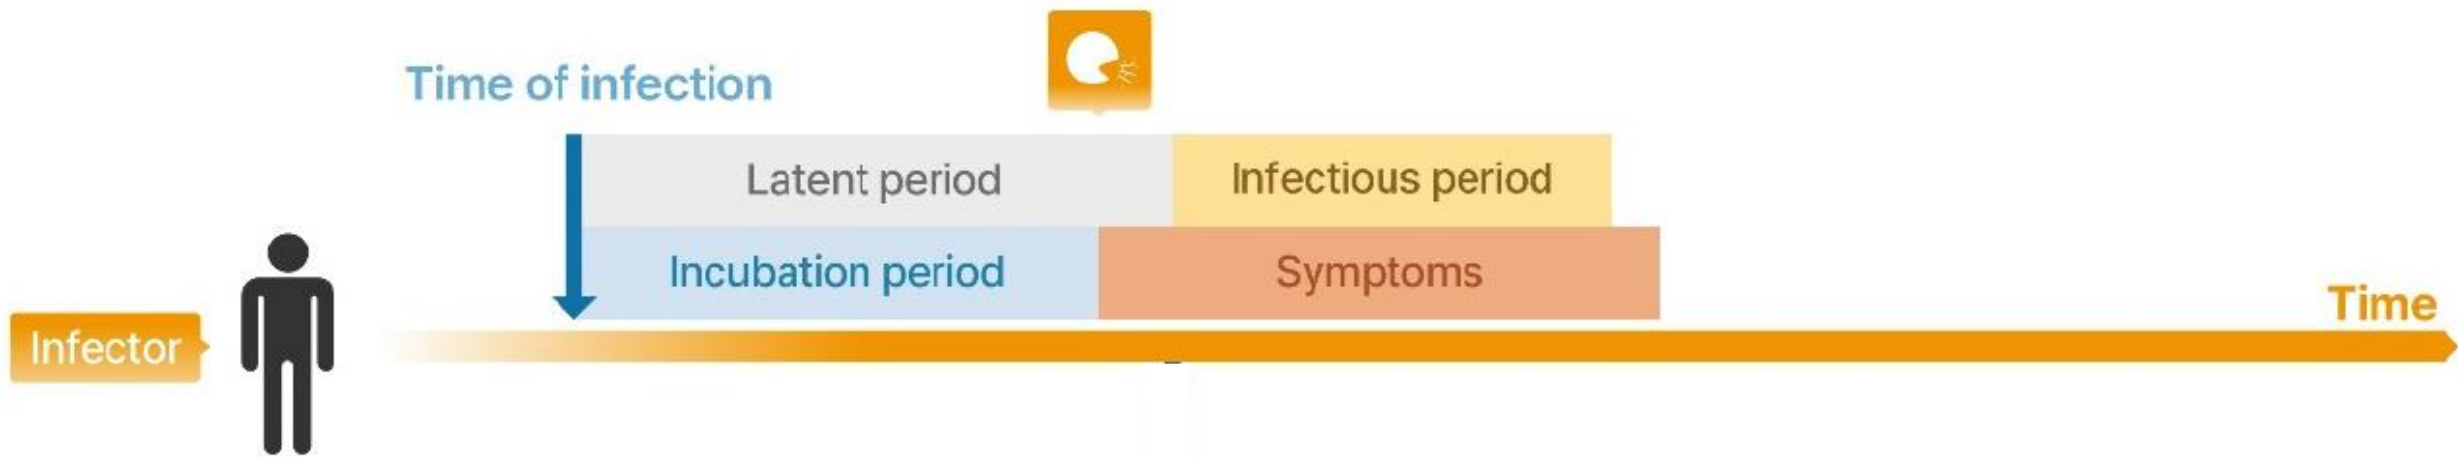 Time of infection
Latent period
Infectious period
Incubation period
Symptoms
Time
Infector